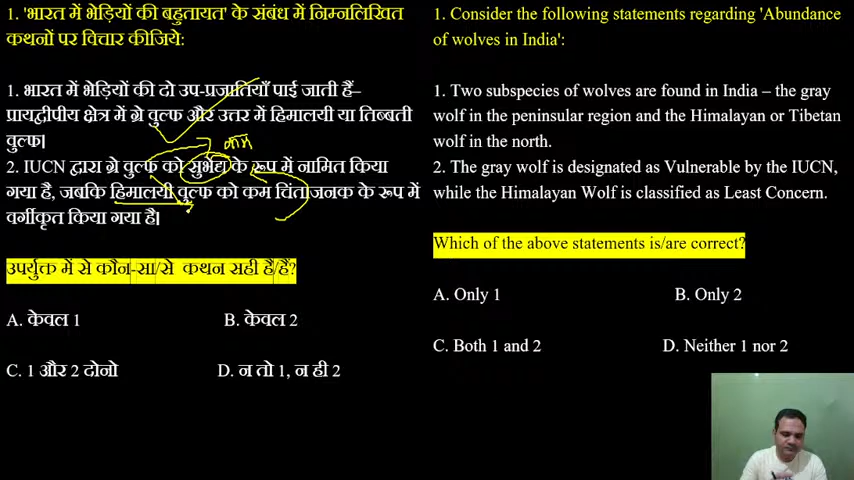 1. 'भारत में भेड़ियों की बहुतायत' के संबंध में निम्नलिखित
कथनों पर विचार कीजिये:
1. भारत में भेड़ियों की दो उप-प्रजातियाँ पाई जाती हैं–
प्रायद्वीपीय क्षेत्र में ग्रे वुल्फ और उत्तर में हिमालयी या तिब्बती
वुल्फ।
2. IUCN द्वारा ग्रे वुल्फ को सुभेद्य के रूप में नामित किया
गया है, जबकि हिमालयी वुल्फ को कम चिंताजनक के रूप में
वर्गीकृत किया गया है।
उपर्युक्त में से कौन-सा/से कथन सही है/हैं?
A. केवल 1 B. केवल 2
C. 1 और 2 दोनो D. न तो 1, न ही 2
1. Consider the following statements regarding 'Abundance
of wolves in India':
1. Two subspecies of wolves are found in India – the gray
wolf in the peninsular region and the Himalayan or Tibetan
wolf in the north.
2. The gray wolf is designated as Vulnerable by the IUCN,
while the Himalayan Wolf is classified as Least Concern.
Which of the above statements is/are correct?
A. Only 1 B. Only 2
C. Both 1 and 2 D. Neither 1 nor 2